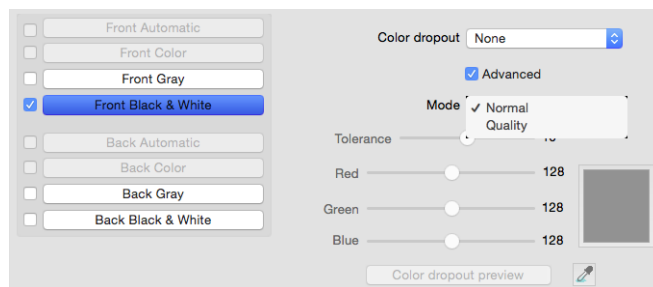 Front Automatic
Front Color
Front Gray
Front Black & White
Back Automatic
Back Color
Back Gray
Back Black & White
Color dropout None
Advanced
Mode Normal
Quality
Tolerance
Red 128
Green 128
Blue 128
Color dropout preview